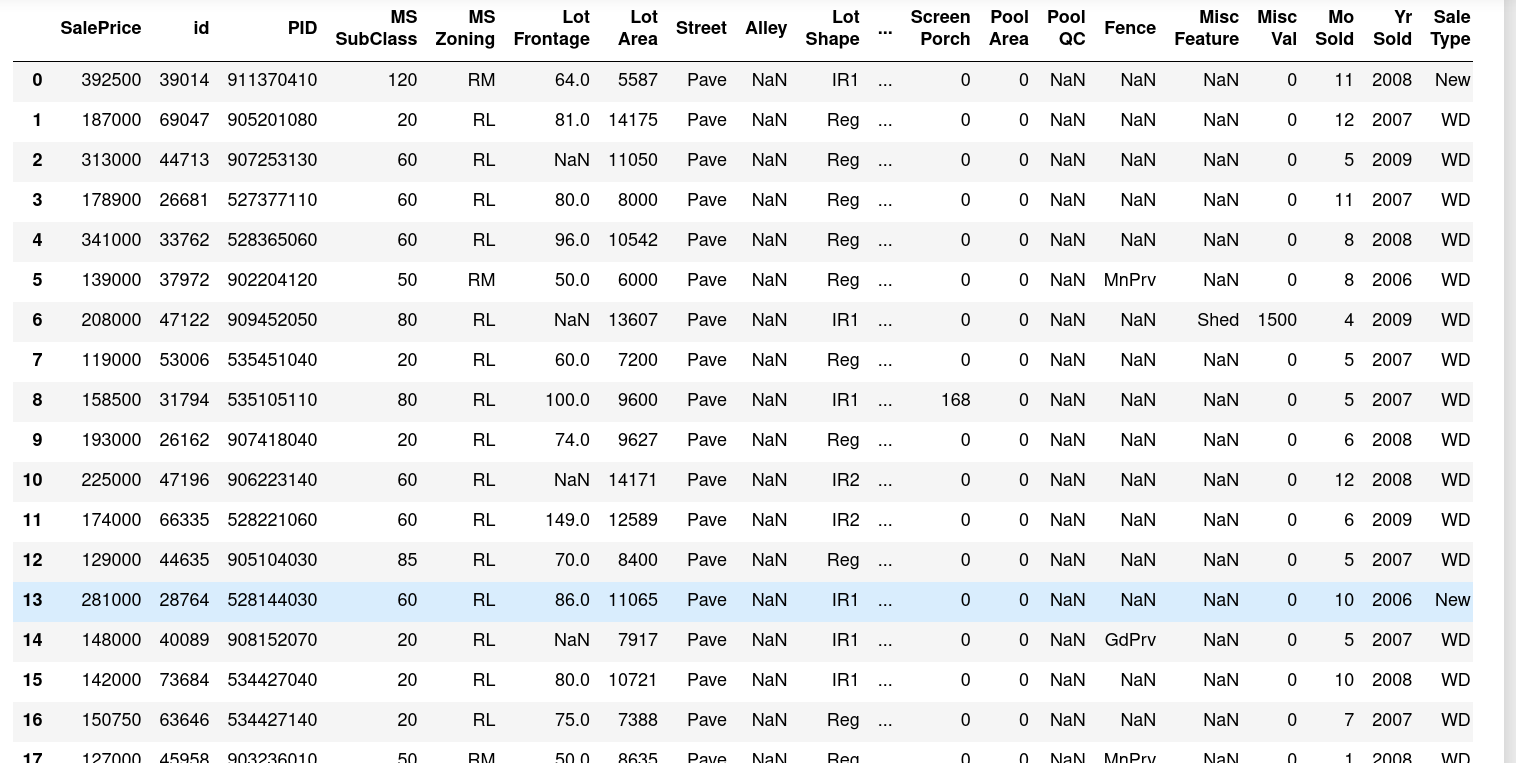 SalePrice id PID MS SubClass MS Zoning Lot Frontage Lot Area Street Alley Lot Shape ... Screen Porch Pool Area Pool QC Fence Misc Feature Misc Val Mo Sold Yr Sold Sale Type
0 392500 39014 911370410 120 RM 64.0 5587 Pave NaN IR1 ... 0 0 NaN NaN NaN 0 11 2008 New
1 187000 69047 905201080 20 RL 81.0 14175 Pave NaN Reg ... 0 0 NaN NaN NaN 0 12 2007 WD
2 313000 44713 907253130 60 RL NaN 11050 Pave NaN Reg ... 0 0 NaN NaN NaN 0 5 2009 WD
3 178900 26681 527377110 60 RL 80.0 8000 Pave NaN Reg ... 0 0 NaN NaN NaN 0 11 2007 WD
4 341000 33762 528365060 60 RL 96.0 10542 Pave NaN Reg ... 0 0 NaN NaN NaN 0 8 2008 WD
5 139000 37972 902204120 50 RM 50.0 6000 Pave NaN Reg ... 0 0 NaN MnPrv NaN 0 8 2006 WD
6 208000 47122 909452050 80 RL NaN 13607 Pave NaN IR1 ... 0 0 NaN NaN Shed 1500 4 2009 WD
7 119000 53006 535451040 20 RL 60.0 7200 Pave NaN Reg ... 0 0 NaN NaN NaN 0 5 2007 WD
8 158500 31794 535105110 80 RL 100.0 9600 Pave NaN IR1 ... 168 0 NaN NaN NaN 0 5 2007 WD
9 193000 26162 907418040 20 RL 74.0 9627 Pave NaN Reg ... 0 0 NaN NaN NaN 0 6 2008 WD
10 225000 47196 906223140 60 RL NaN 14171 Pave NaN IR2 ... 0 0 NaN NaN NaN 0 12 2008 WD
11 174000 66335 528221060 60 RL 149.0 12589 Pave NaN IR2 ... 0 0 NaN NaN NaN 0 6 2009 WD
12 129000 44635 905104030 85 RL 70.0 8400 Pave NaN Reg ... 0 0 NaN NaN NaN 0 5 2007 WD
13 281000 28764 528144030 60 RL 86.0 11065 Pave NaN IR1 ... 0 0 NaN NaN NaN 0 10 2006 New
14 148000 40089 908152070 20 RL NaN 7917 Pave NaN IR1 ... 0 0 NaN GdPrv NaN 0 5 2007 WD
15 142000 73684 534427040 20 RL 80.0 10721 Pave NaN IR1 ... 0 0 NaN NaN NaN 0 10 2008 WD
16 150750 63646 534427140 20 RL 75.0 7388 Pave NaN Reg ... 0 0 NaN NaN NaN 0 7 2007 WD
17 127000 45958 903236010 50 RM 50.0 8635 Pave NaN Reg ... 0 0 NaN MnPrv NaN 0 1 2008 WD